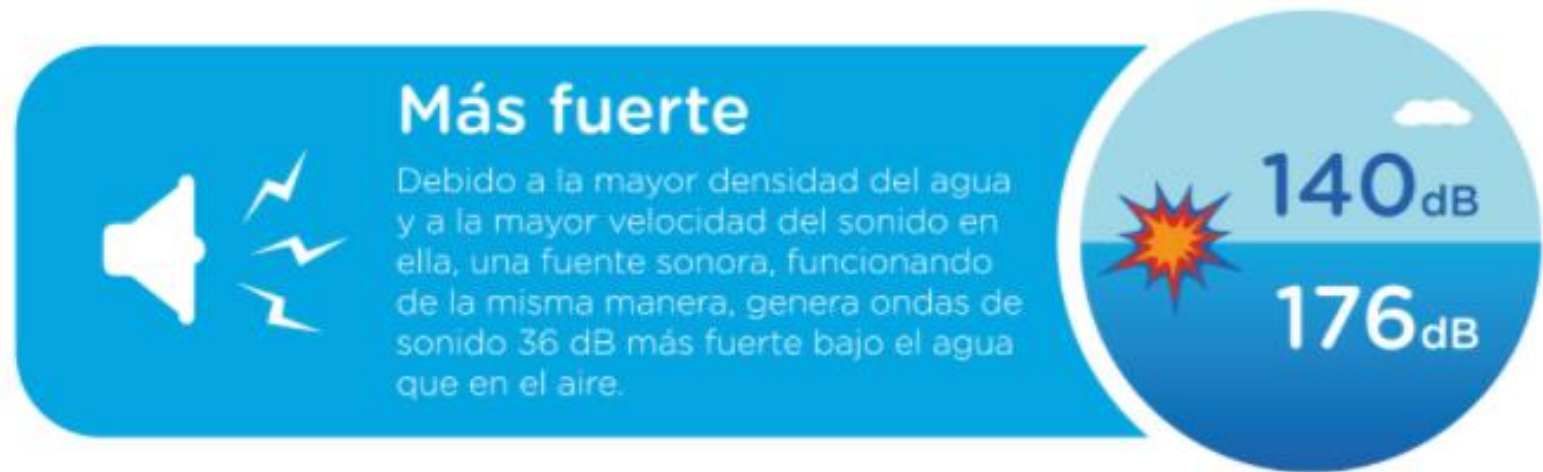 Más fuerte
Debido a la mayor densidad del agua
y a la mayor velocidad del sonido en
ella, una fuente sonora, funcionando
de la misma manera, genera ondas de
sonido 36 dB más fuerte bajo el agua
que en el aire.
140dB
176dB